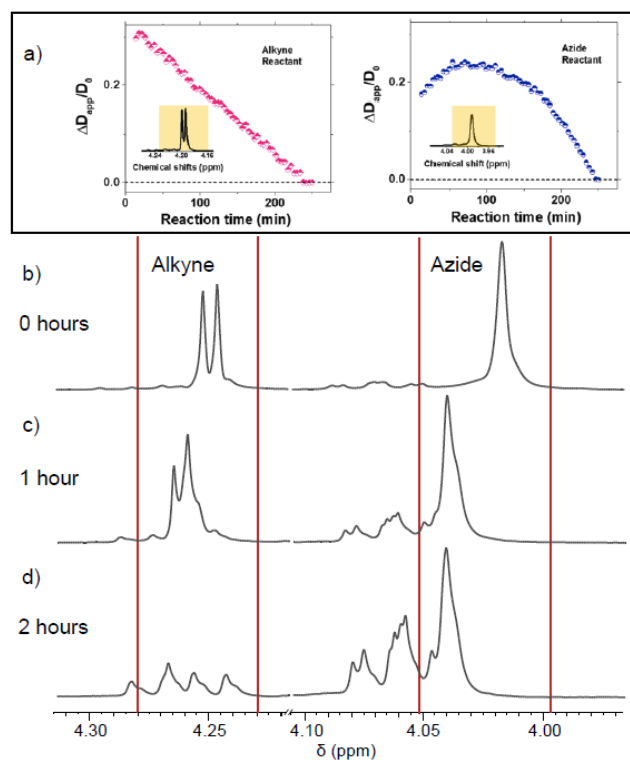 a)
Alkyne
Reactant
ΔDapp/D0
0.2
0.0
4.54 4.20 4.16
Chemical shifts (ppm)
0 100 200
Reaction time (min)
Azide
Reactant
ΔDapp/D0
0.2
0.0
4.04 4.00 3.96
Chemical shift (ppm)
0 100 200
Reaction time (min)
b)
0 hours
Alkyne
Azide
c)
1 hour
d)
2 hours
4.30 4.25 4.10 4.05 4.00
δ (ppm)